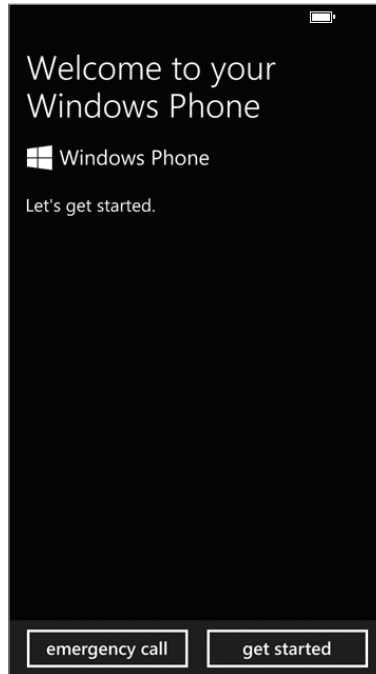 Welcome to your
Windows Phone
Windows Phone
Let's get started.
emergency call
get started